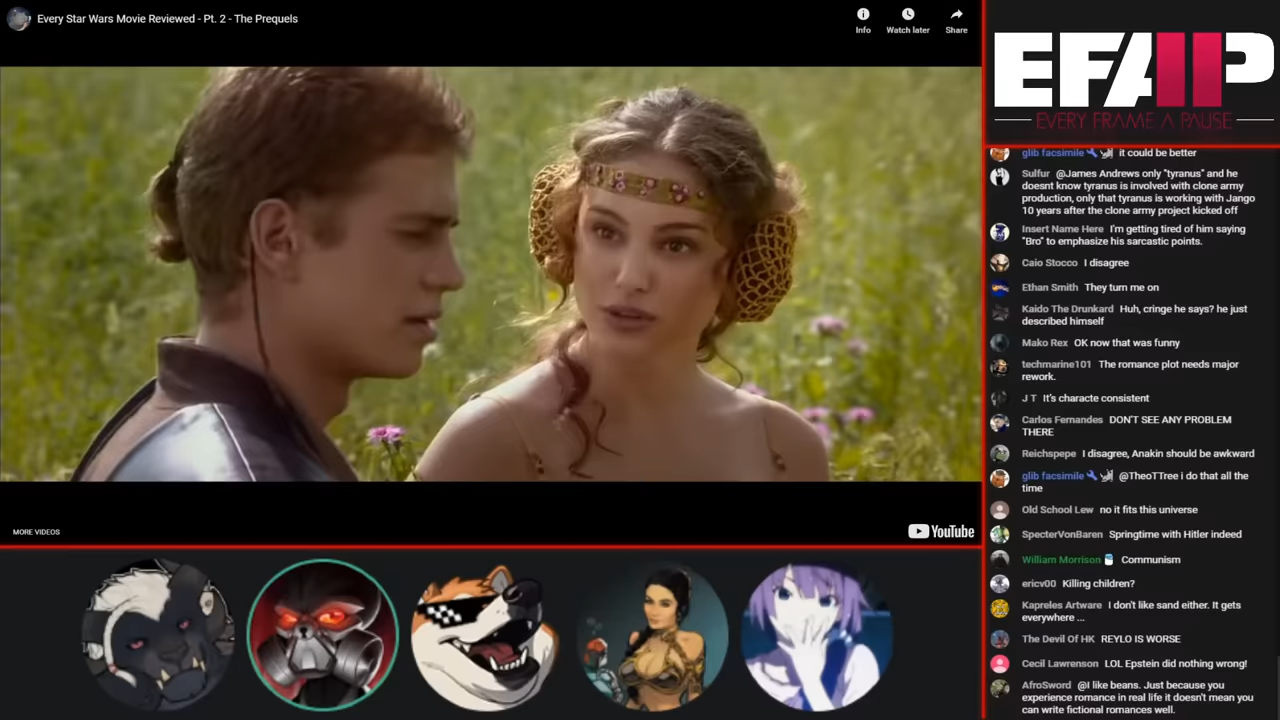 Every Star Wars Movie Reviewed - Pt. 2 - The Prequels
Info
Watch later
Share
MORE VIDEOS
YouTube
EFAP
EVERY FRAME A PAUSE
glib facsimile it could be better
Sulfur @James Andrews only "tyranus" and he
doesnt know tyranus is involved with clone army
production, only that tyranus is working with Jango
10 years after the clone army project kicked off
Insert Name Here I'm getting tired of him saying
"Bro" to emphasize his sarcastic points.
Caio Stocco I disagree
Ethan Smith They turn me on
Kaido The Drunkard Huh, cringe he says? he just
described himself
Mako Rex OK now that was funny
techmarine101 The romance plot needs major
rework.
J T It's characte consistent
Carlos Fernandes DON'T SEE ANY PROBLEM
THERE
Reichspepe I disagree, Anakin should be awkward
glib facsimile @TheoTTree i do that all the
time
Old School Lew no it fits this universe
SpecterVonBaren Springtime with Hitler indeed
William Morrison Communism
ericv00 Killing children?
Kapreles Artware I don't like sand either. It gets
everywhere ...
The Devil Of HK REYLO IS WORSE
Cecil Lawrenson LOL Epstein did nothing wrong!
AfroSword @I like beans. Just because you
experience romance in real life it doesn't mean you
can write fictional romances well.